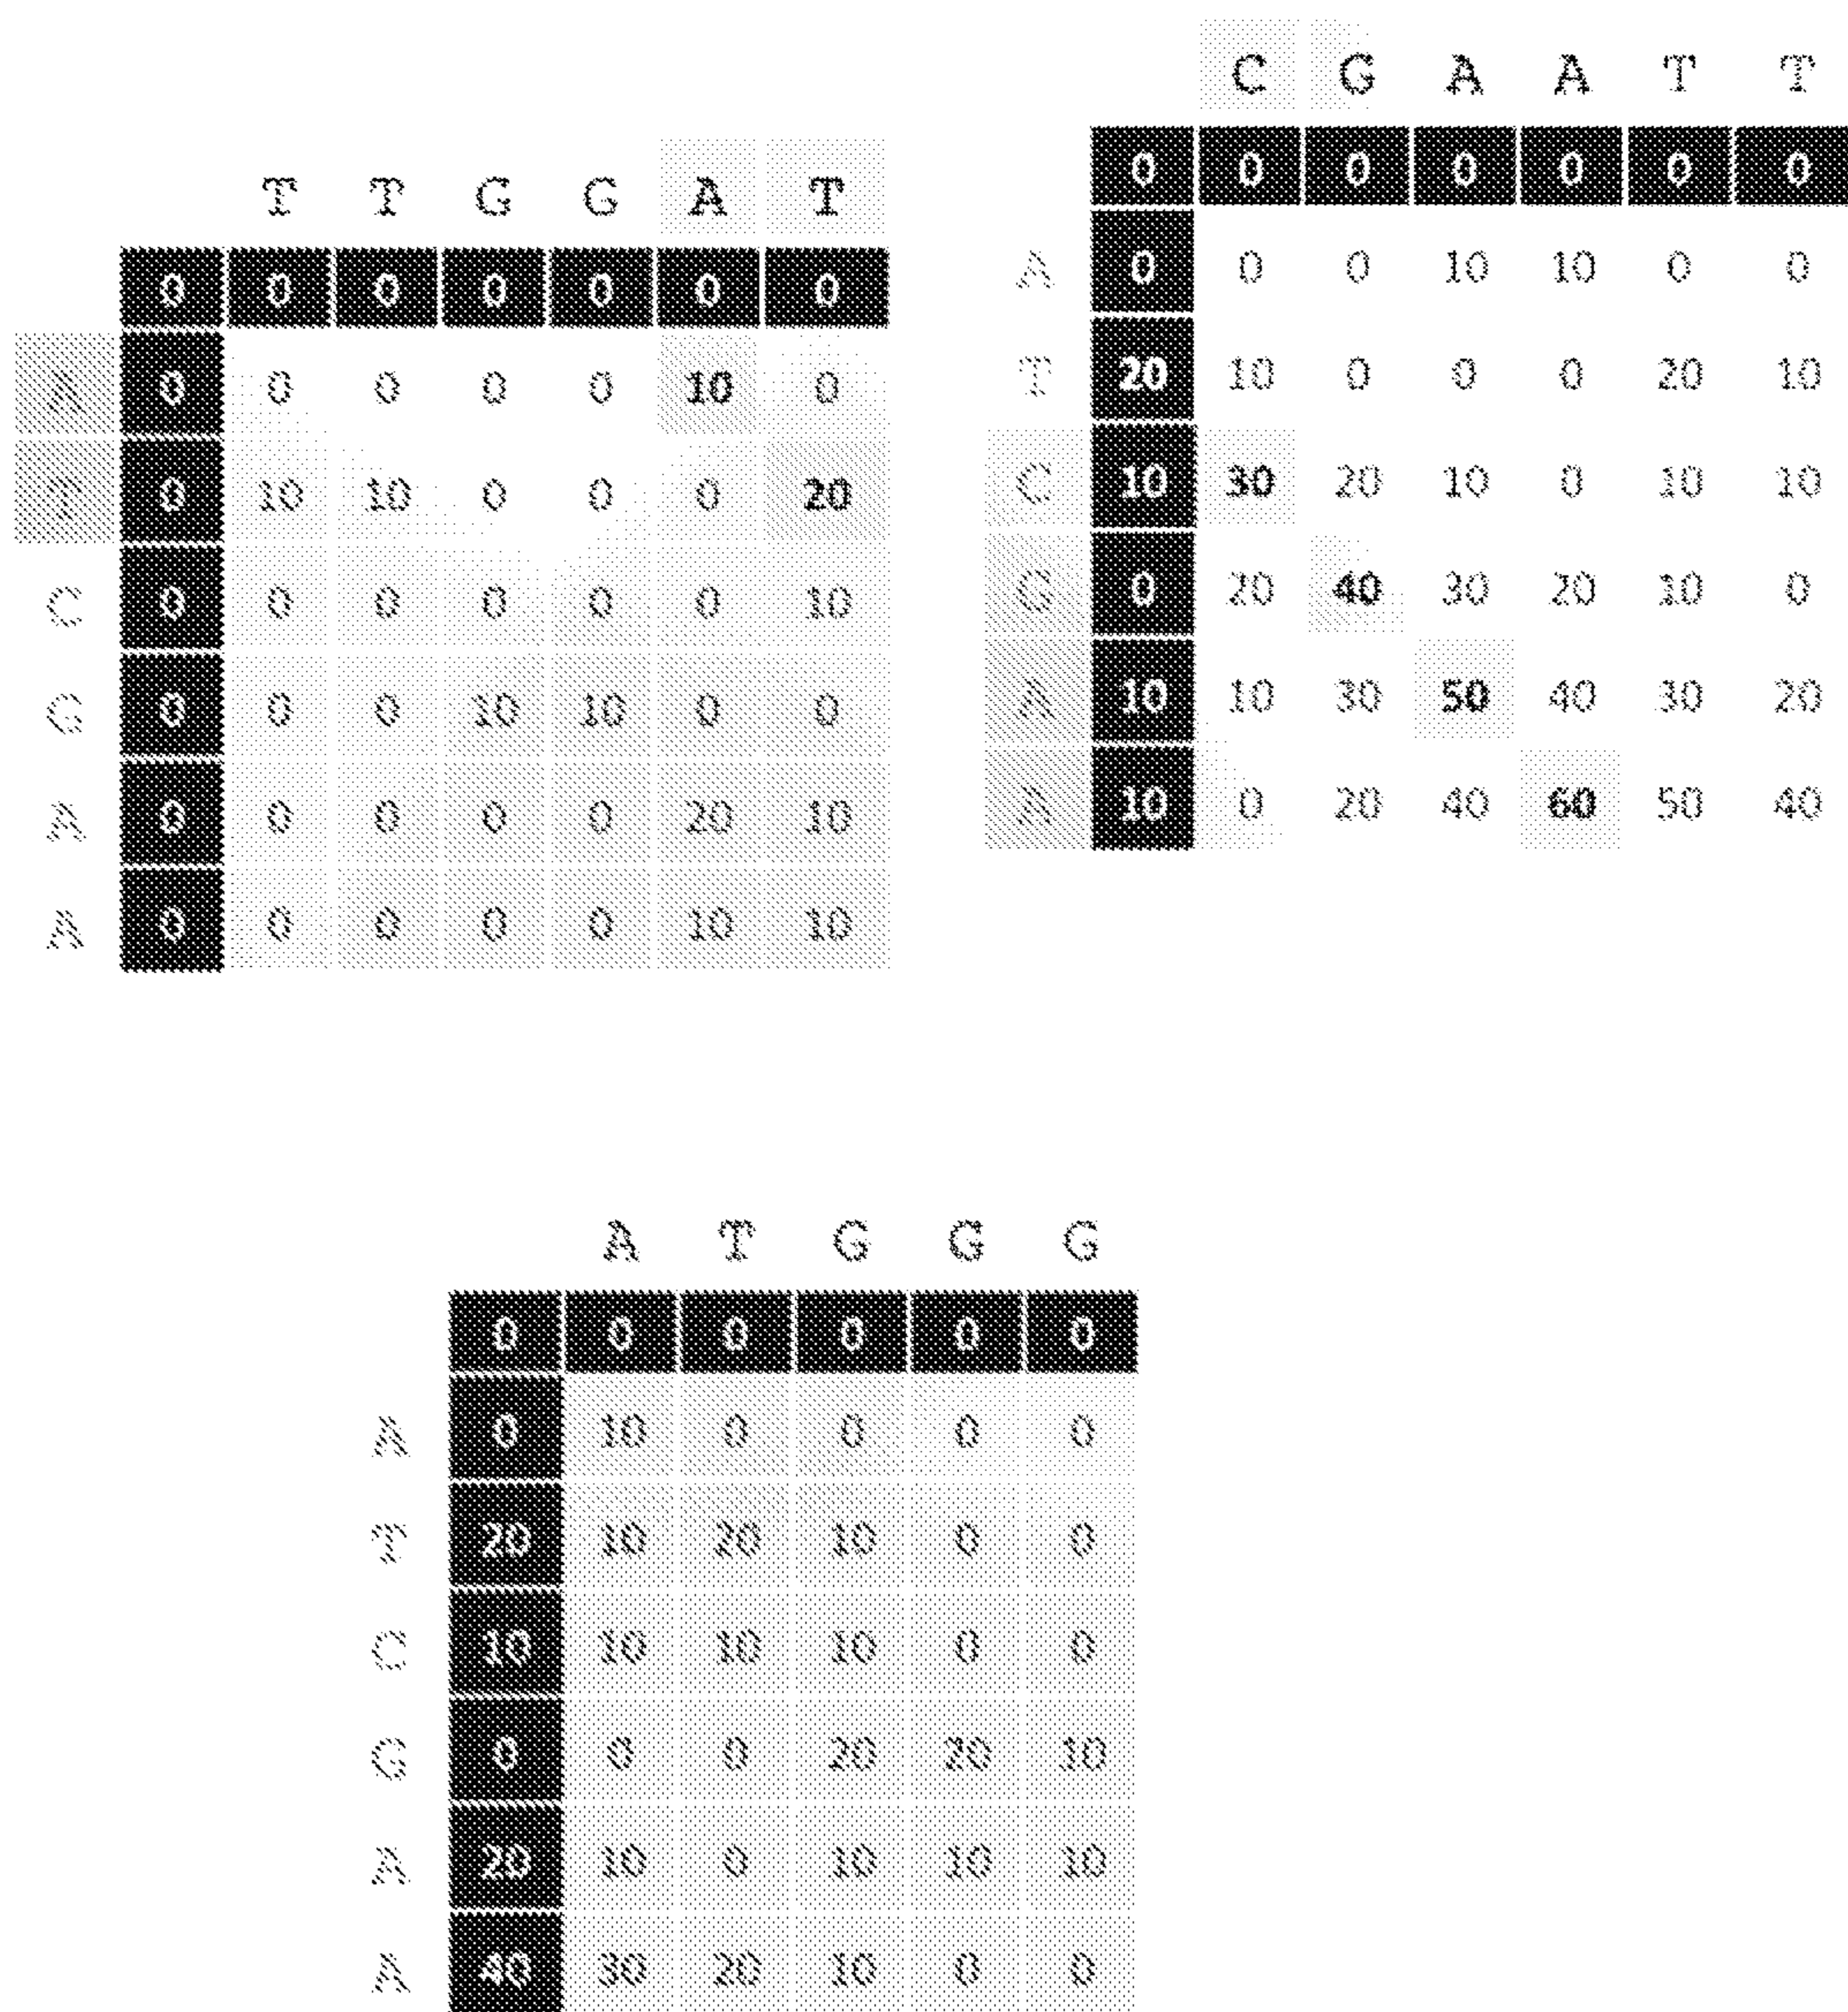 T T G G A T
0 0 0 0 0 0 0
A 0 0 0 0 0 10 0
T 0 10 10 0 0 0 20
C 0 0 0 0 0 0 10
G 0 0 0 10 10 0 0
A 0 0 0 0 0 20 10
A 0 0 0 0 0 10 10
C G A A T T
0 0 0 0 0 0 0
A 0 0 0 10 10 0 0
T 20 10 0 0 0 20 10
C 10 30 20 10 0 10 10
G 0 20 40 30 20 10 0
A 10 10 30 50 40 30 20
A 10 0 20 40 60 50 40
A T G G G
0 0 0 0 0 0
A 0 10 0 0 0 0
T 20 10 20 10 0 0
C 10 10 10 10 0 0
G 0 0 0 20 20 10
A 20 10 0 10 10 10
A 40 30 20 10 0 0